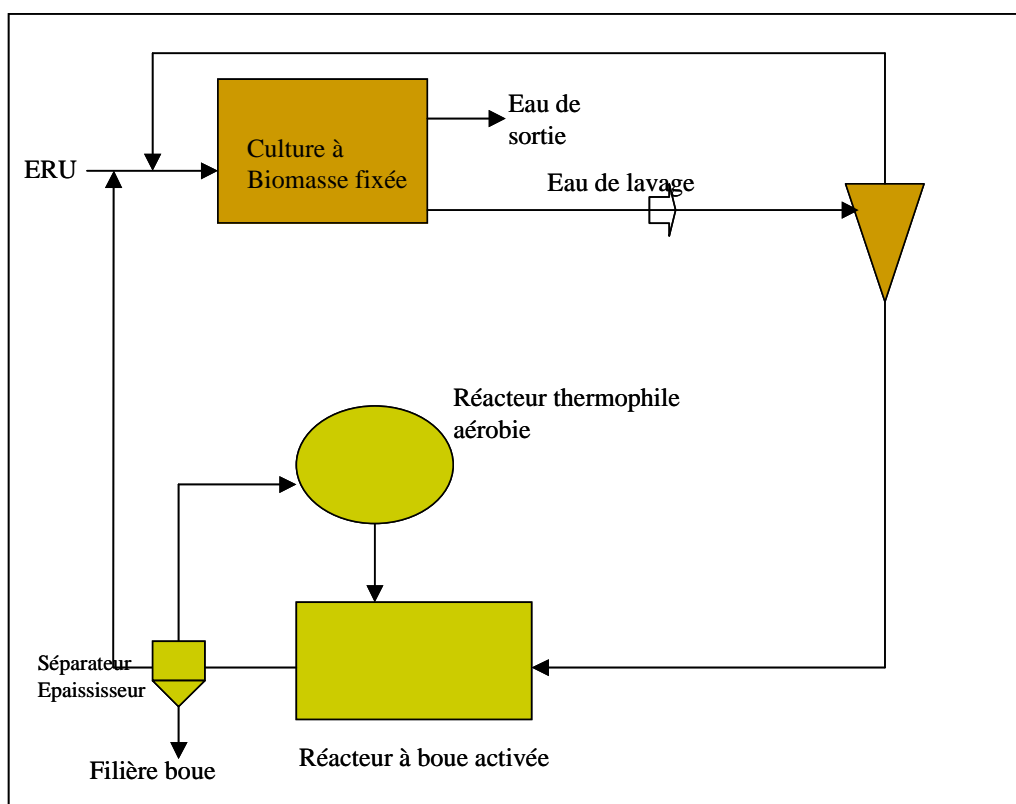 Eau de
sortie
Culture à
Biomasse fixée
ERU
Eau de lavage
Réacteur thermophile
aérobie
Séparateur
Epaississeur
Réacteur à boue activée
Filière boue